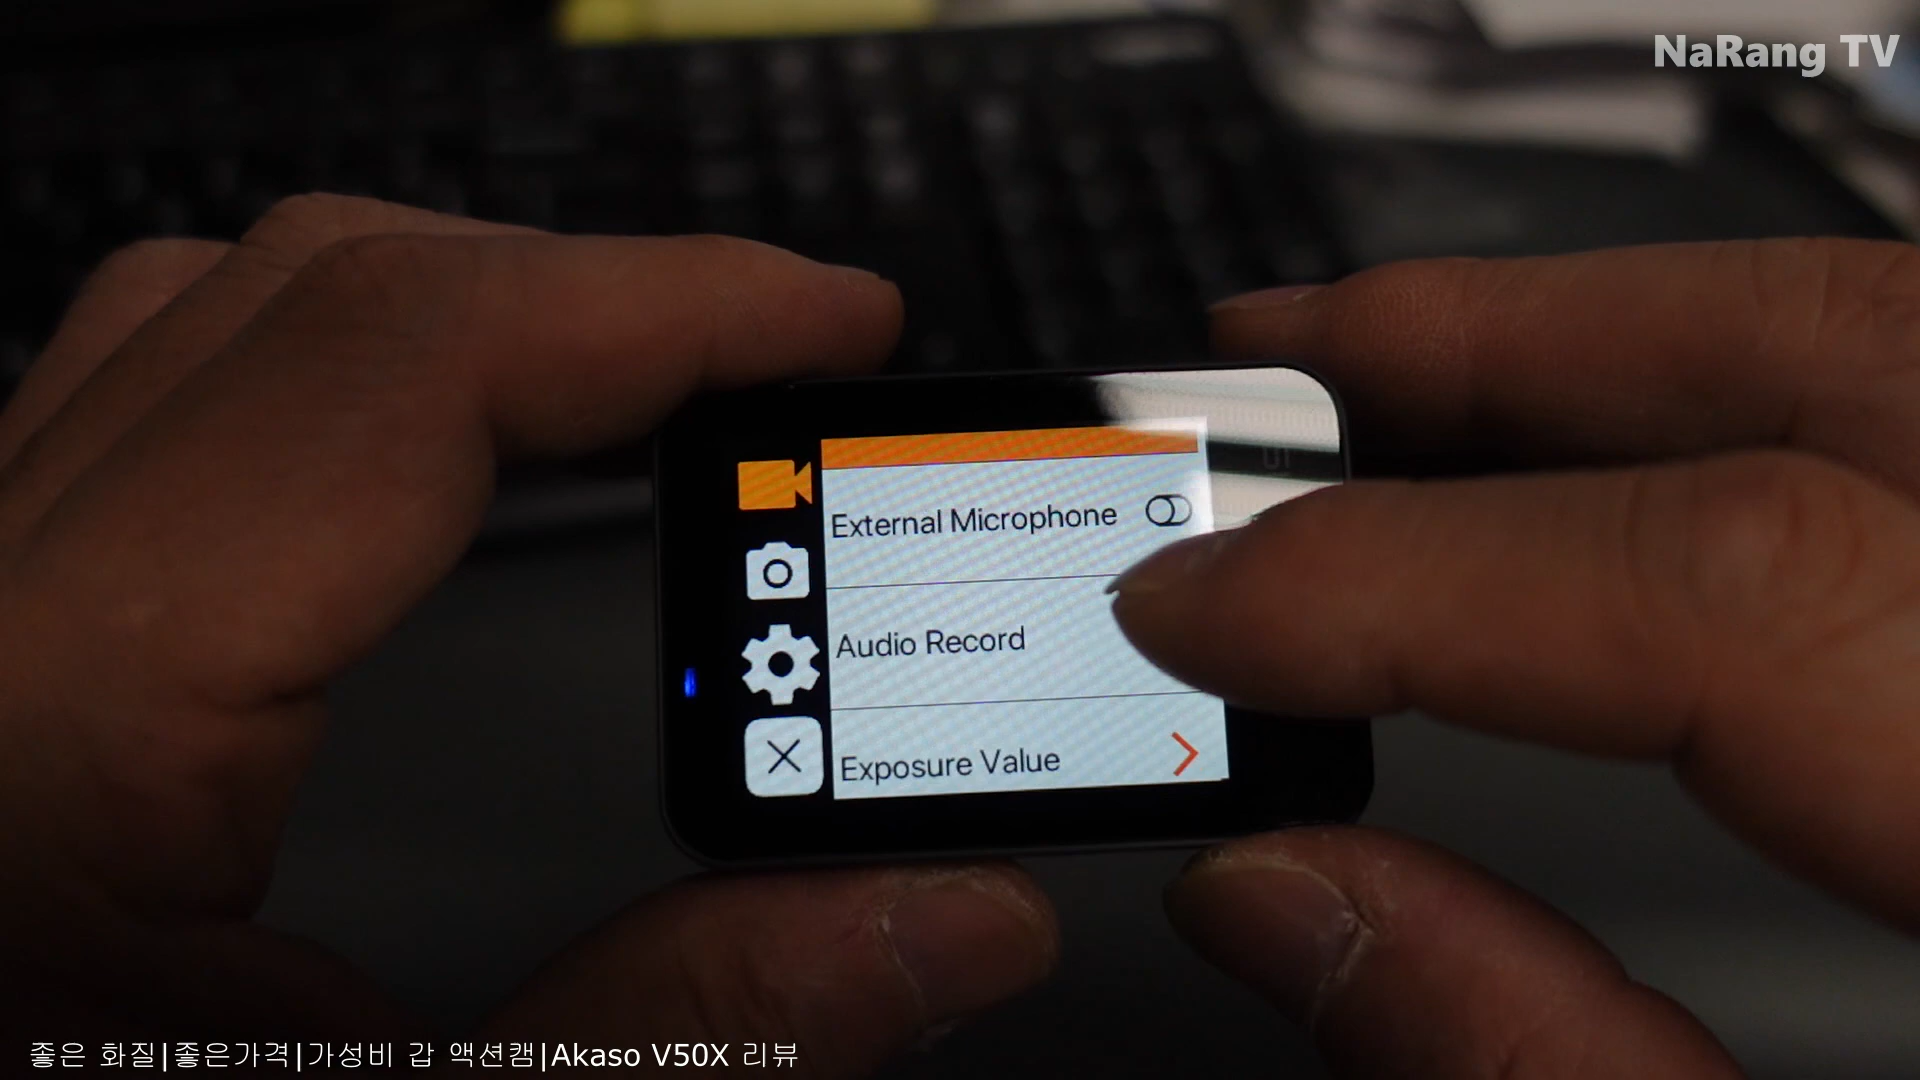 NaRang TV
External Microphone
Audio Record
Exposure Value
좋은 화질|좋은가격|가성비 갑 액션캠|Akaso V50X 리뷰